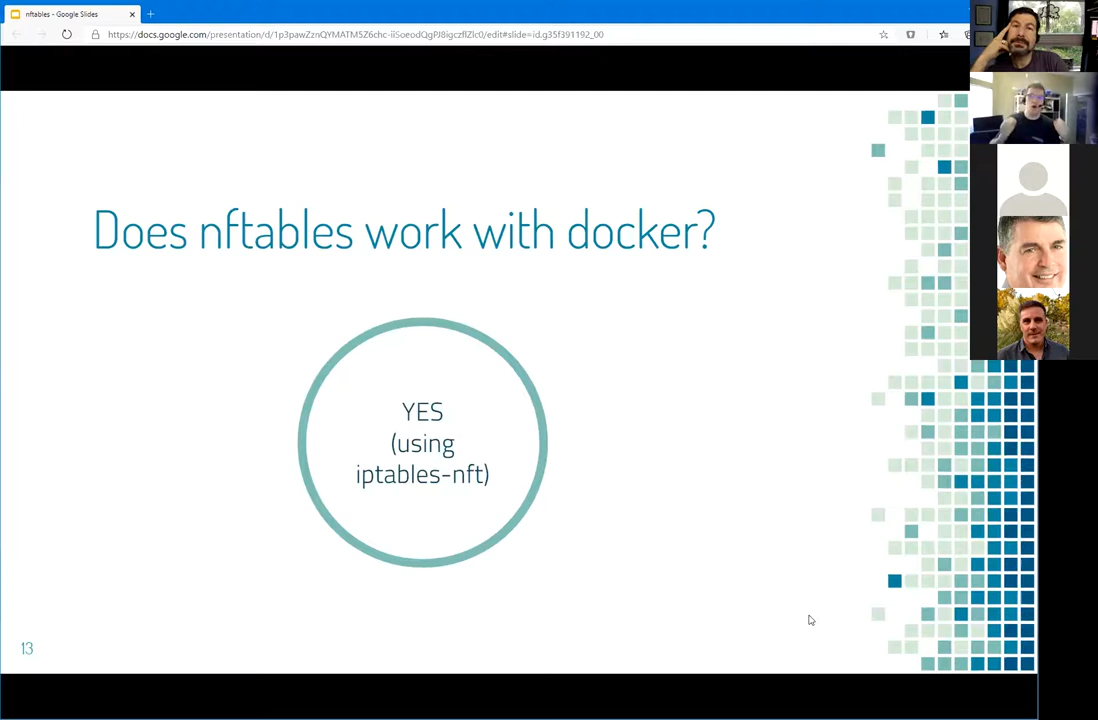 nftables - Google Slides
https://docs.google.com/presentation/d/1p3pawZznQYMATM5Z6chc-iiSoeodQgPJ8igczflZlc0/edit#slide=id.g35f391192_00
Does nftables work with docker?
YES
(using
iptables-nft)
13